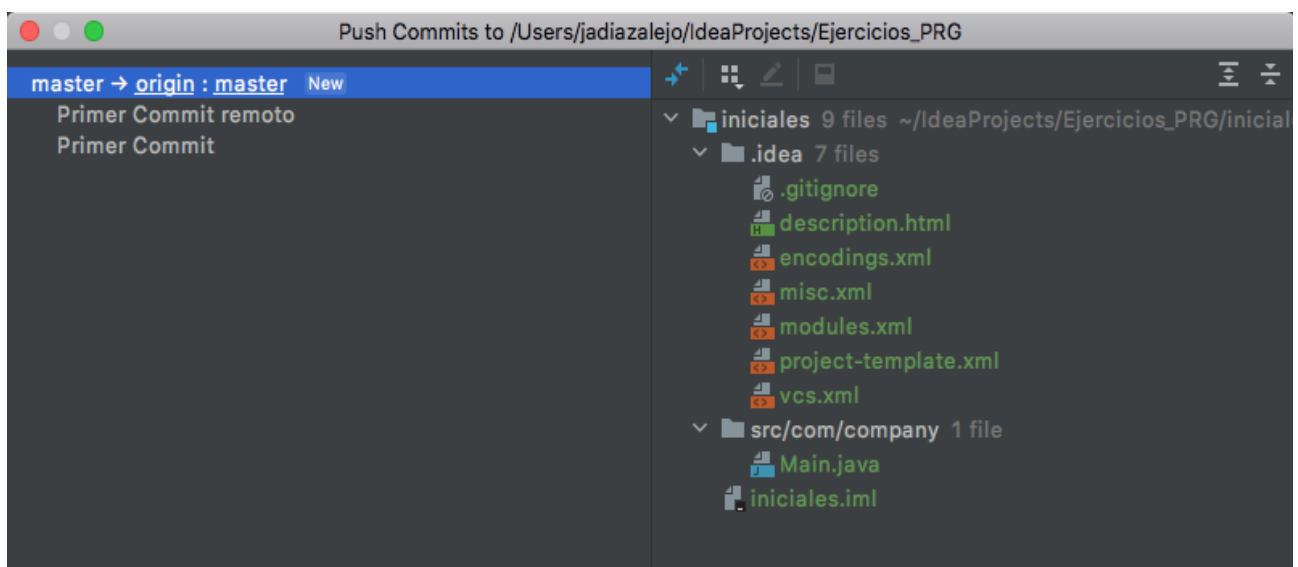 Push Commits to /Users/jadiazalejo/IdeaProjects/Ejercicios_PRG
master → origin : master New
Primer Commit remoto
Primer Commit
iniciales 9 files ~/IdeaProjects/Ejercicios_PRG/inicial
.idea 7 files
.gitignore
description.html
encodings.xml
misc.xml
modules.xml
project-template.xml
vcs.xml
src/com/company 1 file
Main.java
iniciales.iml